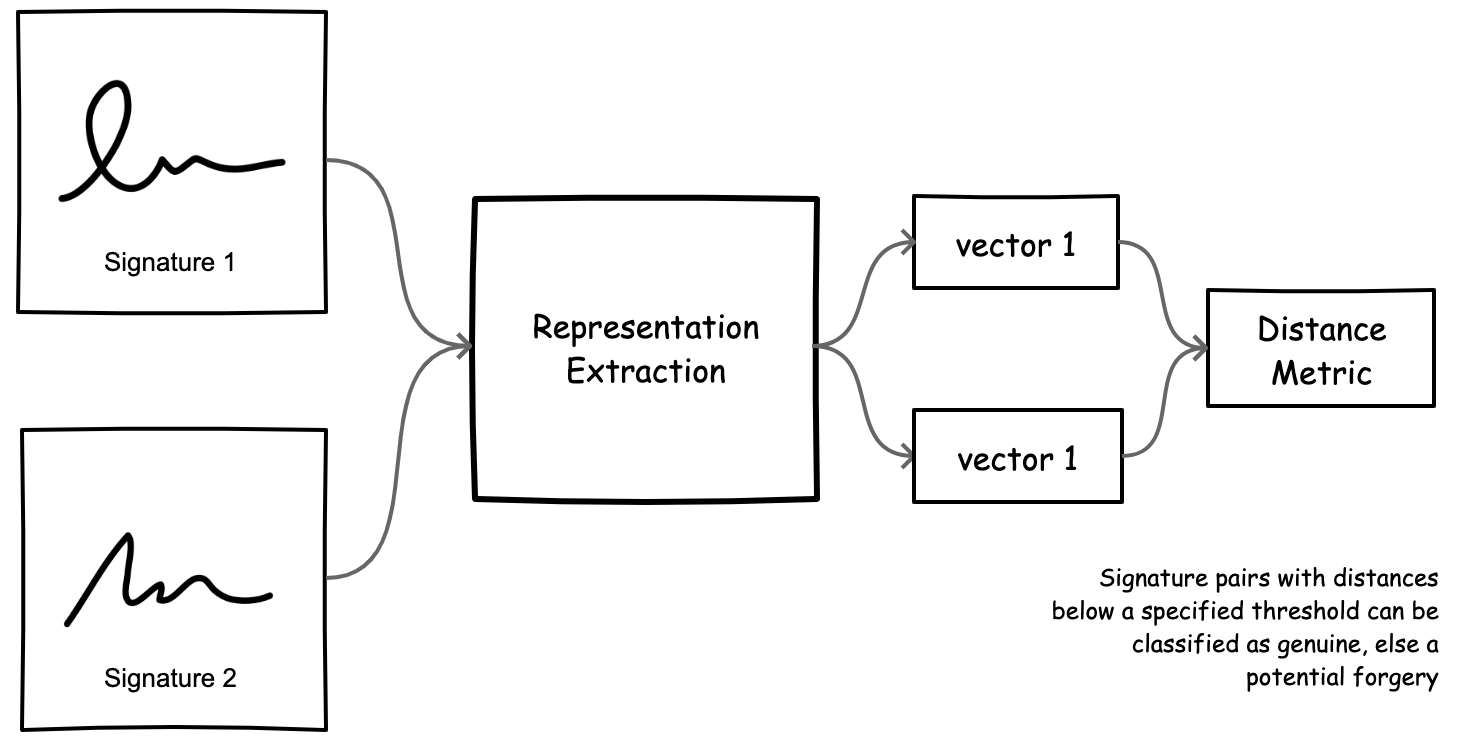 Signature 1
Representation
Extraction
vector 1
vector 1
Distance
Metric
Signature 2
Signature pairs with distances
below a specified threshold can be
classified as genuine, else a
potential forgery